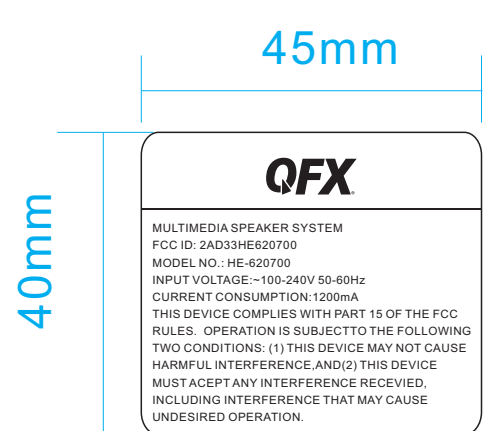 45mm
40mm
QFX
MULTIMEDIA SPEAKER SYSTEM
FCC ID: 2AD33HE620700
MODEL NO.: HE-620700
INPUT VOLTAGE:~100-240V 50-60Hz
CURRENT CONSUMPTION:1200mA
THIS DEVICE COMPLIES WITH PART 15 OF THE FCC
RULES. OPERATION IS SUBJECTTO THE FOLLOWING
TWO CONDITIONS: (1) THIS DEVICE MAY NOT CAUSE
HARMFUL INTERFERENCE,AND(2) THIS DEVICE
MUST ACEPT ANY INTERFERENCE RECEVIED,
INCLUDING INTERFERENCE THAT MAY CAUSE
UNDESIRED OPERATION.